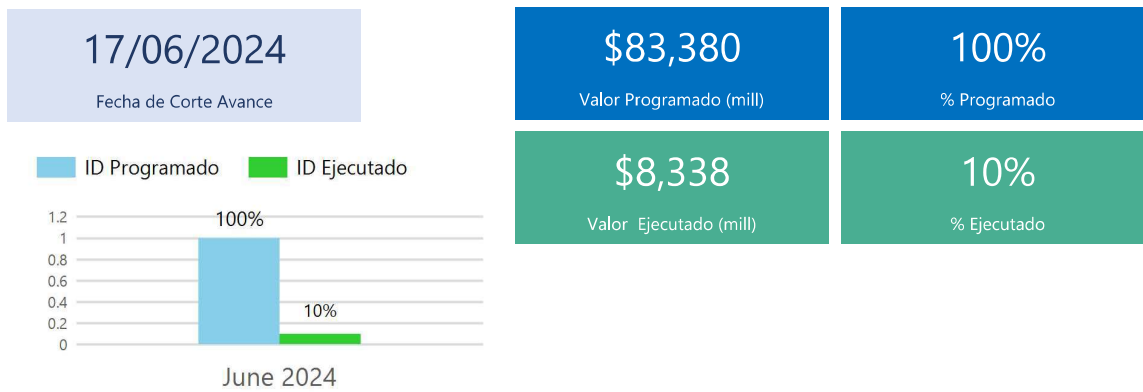 17/06/2024
Fecha de Corte Avance
$83,380
Valor Programado (mill)
100%
% Programado
$8,338
Valor Ejecutado (mill)
10%
% Ejecutado
ID Programado
ID Ejecutado
1.2
1
0.8
0.6
0.4
0.2
0
100%
10%
June 2024